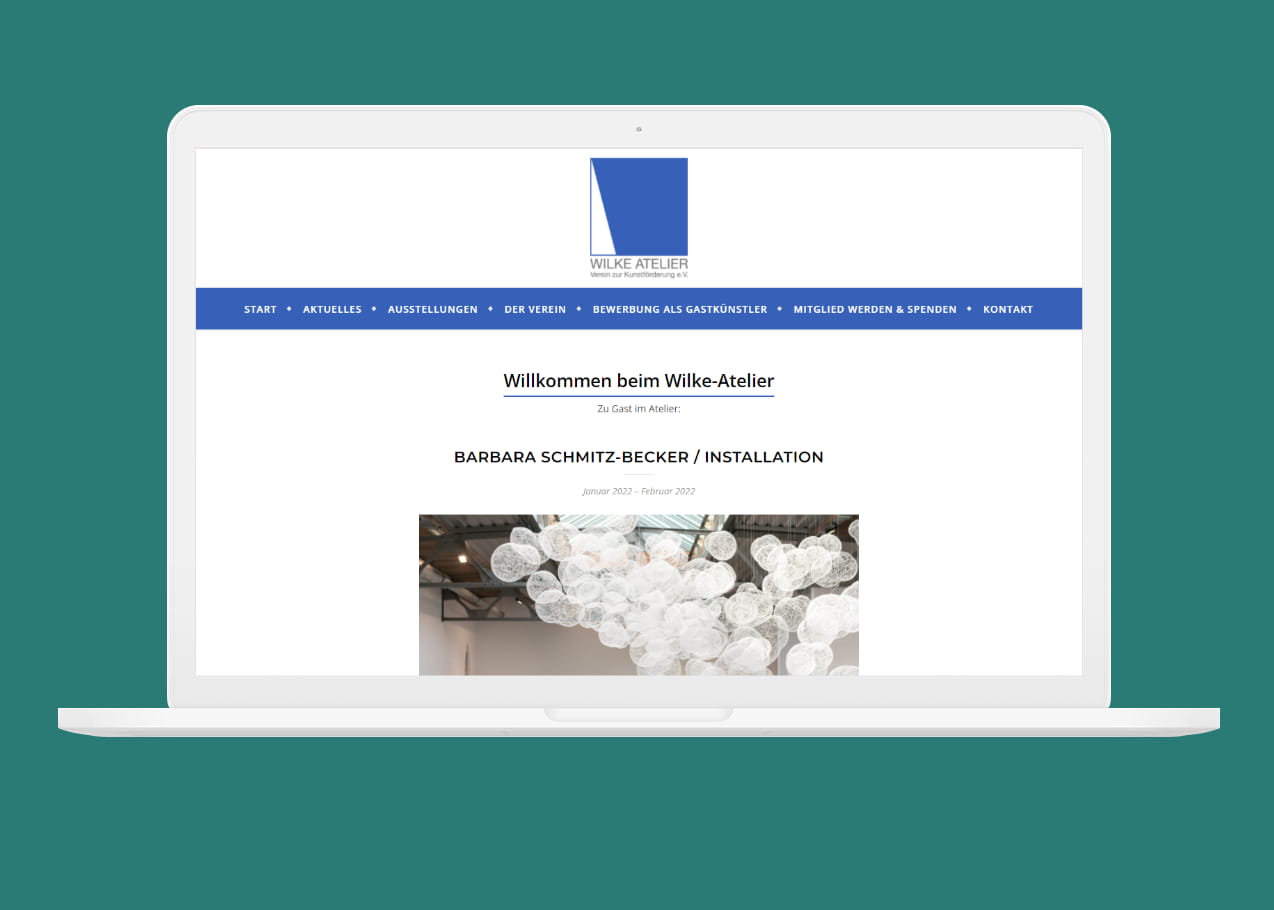 WILKE ATELIER
Verein zur Kunstförderung e.V.
START ◆ AKTUELLES ◆ AUSSTELLUNGEN ◆ DER VEREIN ◆ BEWERBUNG ALS GASTKÜNSTLER ◆ MITGLIED WERDEN & SPENDEN ◆ KONTAKT
Willkommen beim Wilke-Atelier
Zu Gast im Atelier:
BARBARA SCHMITZ-BECKER / INSTALLATION
Januar 2022 – Februar 2022